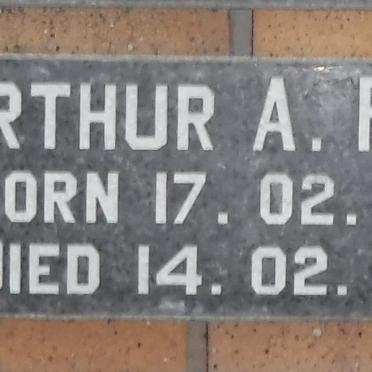 RTHUR A.
ORN 17. 02.
IED 14. 02.